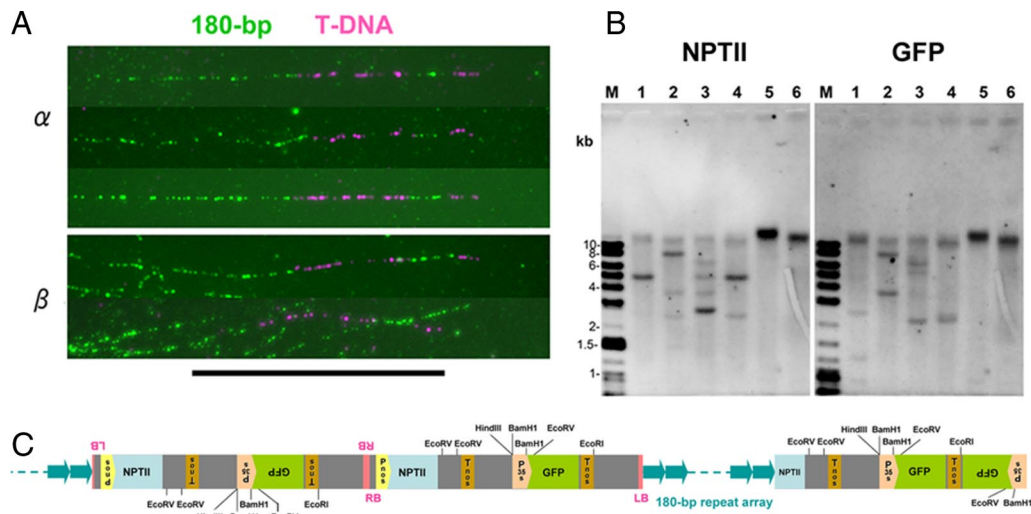 A
180-bp T-DNA
α
β
B
NPTII GFP
M 1 2 3 4 5 6 M 1 2 3 4 5 6
kb
10-
8-
6-
4-
2-
1.5-
1-
C
HindIII BamH1 EcoRV HindIII BamH1 EcoRV
LB RB EcoRV EcoRV BamH1 EcoRI EcoRV EcoRV BamH1 EcoRI
Pnos NPTII Tnos P35s GFP Tnos Pnos NPTII Tnos P35s GFP Tnos NPTII Tnos P35s GFP Tnos GFP P35s
EcoRV EcoRV BamH1 EcoRI RB LB 180-bp repeat array EcoRV BamH1